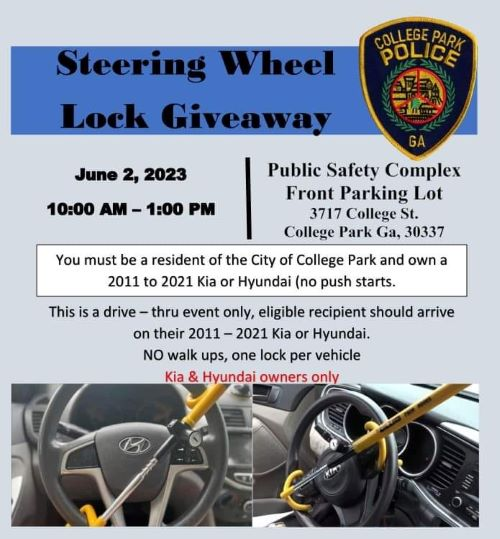 Steering Wheel
Lock Giveaway
COLLEGE PARK
POLICE
GA
June 2, 2023
10:00 AM – 1:00 PM
Public Safety Complex
Front Parking Lot
3717 College St.
College Park Ga, 30337
You must be a resident of the City of College Park and own a
2011 to 2021 Kia or Hyundai (no push starts.
This is a drive – thru event only, eligible recipient should arrive
on their 2011 – 2021 Kia or Hyundai.
NO walk ups, one lock per vehicle
Kia & Hyundai owners only
KIA